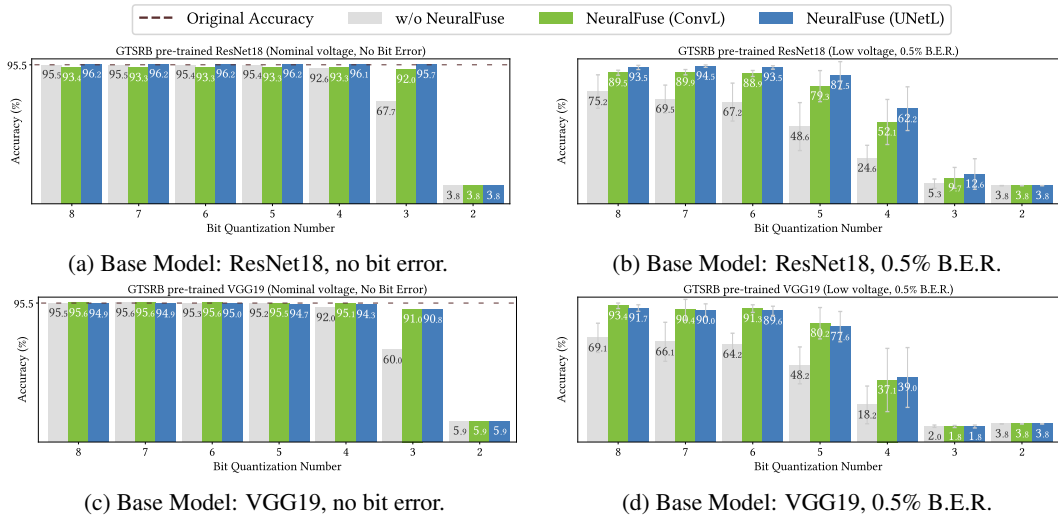 Original Accuracy w/o NeuralFuse NeuralFuse (ConvL) NeuralFuse (UNetL)
GTSRB pre-trained ResNet18 (Nominal voltage, No Bit Error)
95.5
Accuracy (%)
95.5 93.4 96.2 95.5 93.3 96.2 95.4 93.3 96.2 95.4 93.3 96.2 92.6 93.3 96.1 67.7 92.0 95.7 3.8 3.8 3.8
8 7 6 5 4 3 2
Bit Quantization Number
(a) Base Model: ResNet18, no bit error.
GTSRB pre-trained ResNet18 (Low voltage, 0.5% B.E.R.)
Accuracy (%)
75.2 89.5 93.5 69.5 89.9 94.5 67.2 88.9 93.5 48.6 79.3 87.5 24.6 52.1 62.2 5.3 9.7 12.6 3.8 3.8 3.8
8 7 6 5 4 3 2
Bit Quantization Number
(b) Base Model: ResNet18, 0.5% B.E.R.
GTSRB pre-trained VGG19 (Nominal voltage, No Bit Error)
95.5
Accuracy (%)
95.5 95.6 94.9 95.6 95.6 94.9 95.3 95.6 95.0 95.2 95.5 94.7 92.0 95.1 94.3 60.0 91.0 90.8 5.9 5.9 5.9
8 7 6 5 4 3 2
Bit Quantization Number
(c) Base Model: VGG19, no bit error.
GTSRB pre-trained VGG19 (Low voltage, 0.5% B.E.R.)
Accuracy (%)
69.1 93.4 91.7 66.1 90.4 90.0 64.2 91.3 89.6 48.2 80.2 77.6 18.2 37.1 39.0 2.0 1.8 1.8 3.8 3.8 3.8
8 7 6 5 4 3 2
Bit Quantization Number
(d) Base Model: VGG19, 0.5% B.E.R.